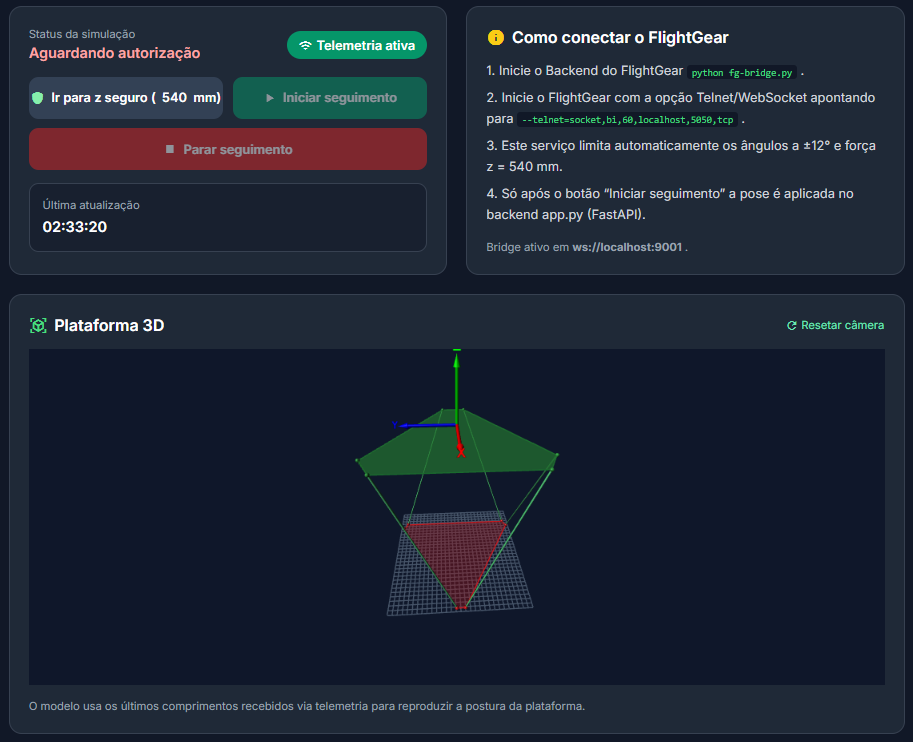 Status da simulação
Aguardando autorização
Telemetria ativa
Ir para z seguro ( 540 mm)
Iniciar seguimento
Parar seguimento
Última atualização
02:33:20
Como conectar o FlightGear
1. Inicie o Backend do FlightGear python fg-bridge.py .
2. Inicie o FlightGear com a opção Telnet/WebSocket apontando
para --telnet=socket,bi,60,localhost,5050,tcp .
3. Este serviço limita automaticamente os ângulos a ±12° e força
z = 540 mm.
4. Só após o botão “Iniciar seguimento” a pose é aplicada no
backend app.py (FastAPI).
Bridge ativo em ws://localhost:9001 .
Plataforma 3D
Resetar câmera
X
O modelo usa os últimos comprimentos recebidos via telemetria para reproduzir a postura da plataforma.